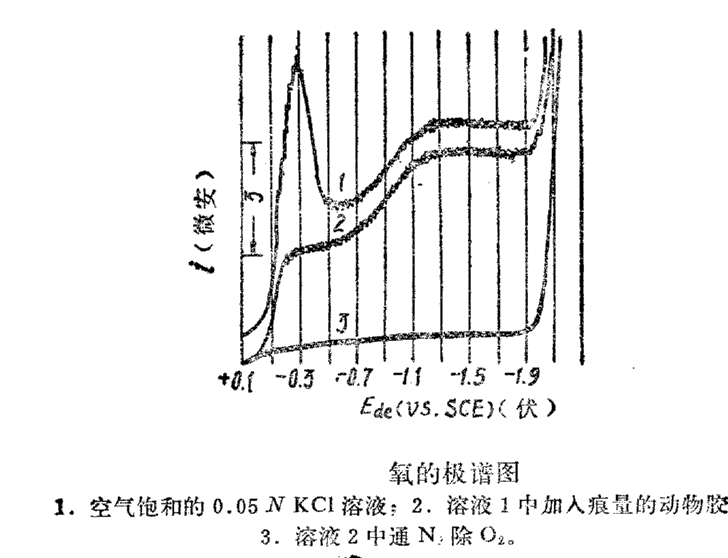 i（微安）
5
1
2
3
+0.1 -0.3 -0.7 -1.1 -1.5 -1.9
Ede(VS.SCE)(伏)
氧的极谱图
1. 空气饱和的 0.05 N KCl 溶液；2. 溶液 1 中加入痕量的动物胶
3. 溶液 2 中通 N₂ 除 O₂。